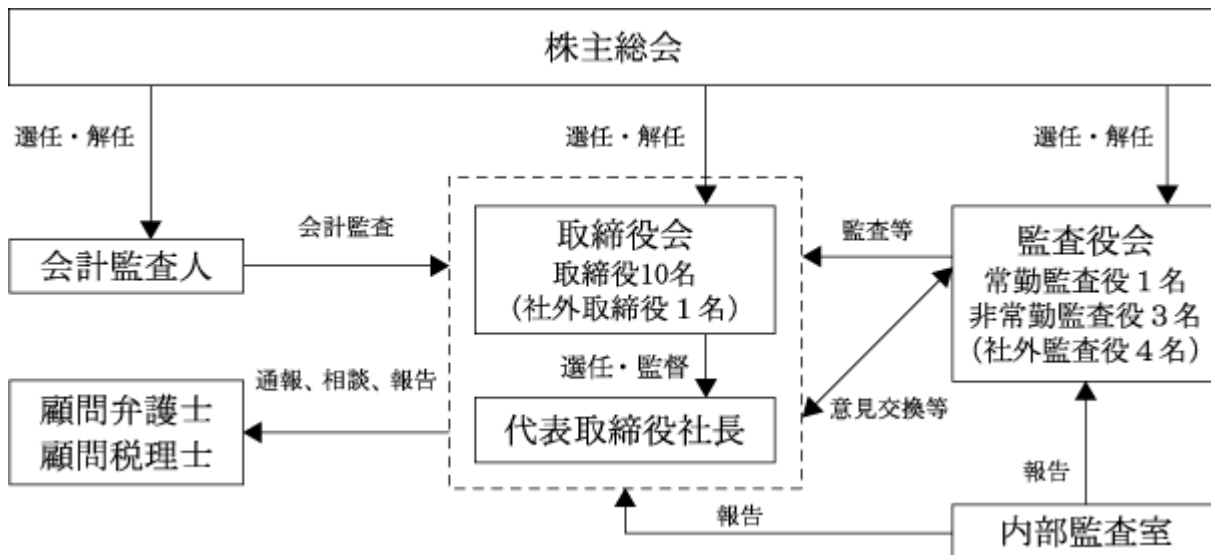 株主総会
選任・解任
選任・解任
選任・解任
会計監査人
会計監査
取締役会
取締役10名
(社外取締役1名)
監査等
監査役会
常勤監査役1名
非常勤監査役3名
(社外監査役4名)
選任・監督
通報、相談、報告
顧問弁護士
顧問税理士
代表取締役社長
意見交換等
報告
報告
内部監査室